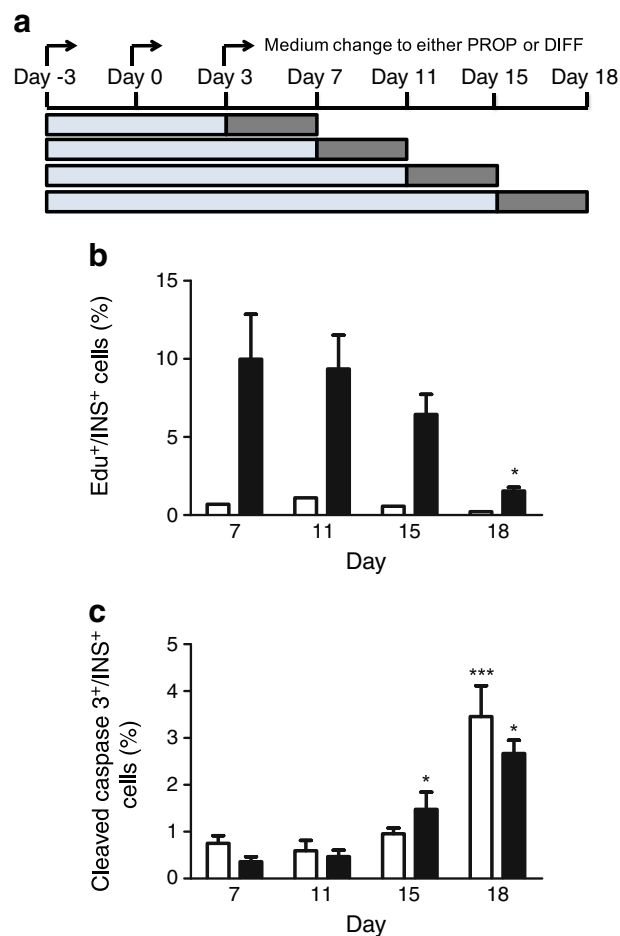 a
Medium change to either PROP or DIFF
Day -3 Day 0 Day 3 Day 7 Day 11 Day 15 Day 18
b
Edu⁺/INS⁺ cells (%)
15
10
5
0
*
7 11 15 18
Day
c
Cleaved caspase 3⁺/INS⁺
cells (%)
5
4
3
2
1
0
*
***
*
7 11 15 18
Day